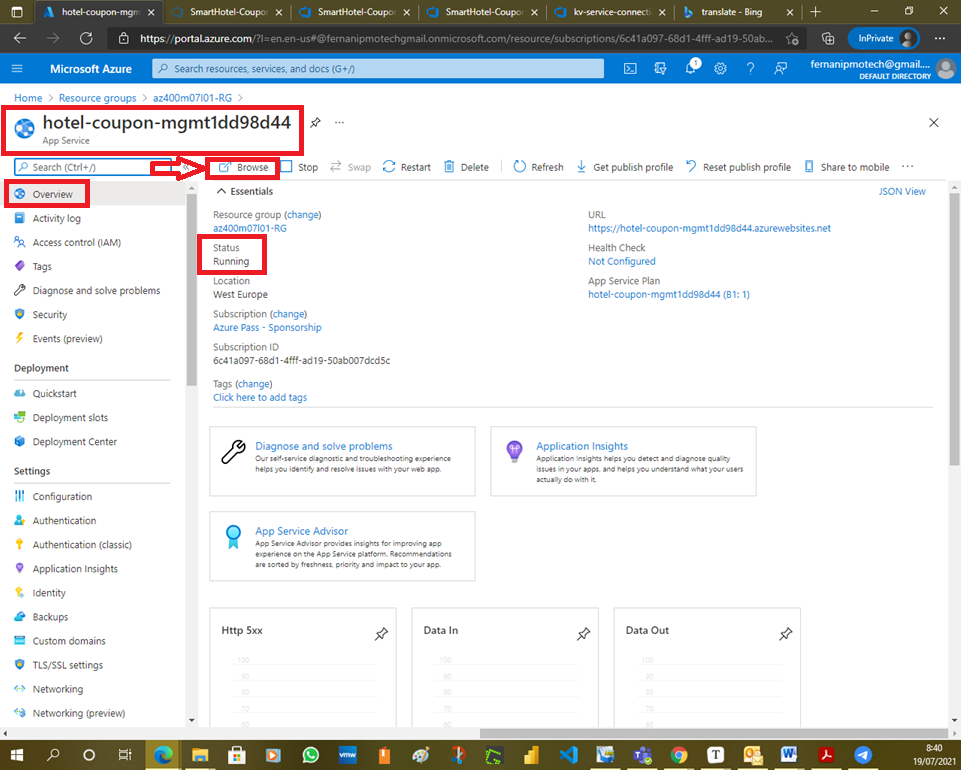 hotel-coupon-mgm
SmartHotel-Coupo
SmartHotel-Coupo
SmartHotel-Coupo
kv-service-connecti
translate - Bing
https://portal.azure.com/?l=en.en-us#@fernanipmotechgmail.onmicrosoft.com/resource/subscriptions/6c41a097-68d1-4fff-ad19-50ab...
InPrivate
Microsoft Azure
Search resources, services, and docs (G+/)
1
fernanipmotech@gmail....
DEFAULT DIRECTORY
Home > Resource groups > az400m07l01-RG >
hotel-coupon-mgmt1dd98d44
App Service
Search (Ctrl+/)
Browse
Stop
Swap
Restart
Delete
Refresh
Get publish profile
Reset publish profile
Share to mobile
Overview
Activity log
Access control (IAM)
Tags
Diagnose and solve problems
Security
Events (preview)
Deployment
Quickstart
Deployment slots
Deployment Center
Settings
Configuration
Authentication
Authentication (classic)
Application Insights
Identity
Backups
Custom domains
TLS/SSL settings
Networking
Networking (preview)
Essentials
JSON View
Resource group (change)
az400m07l01-RG
Status
Running
Location
West Europe
Subscription (change)
Azure Pass - Sponsorship
Subscription ID
6c41a097-68d1-4fff-ad19-50ab007dcd5c
Tags (change)
Click here to add tags
URL
https://hotel-coupon-mgmt1dd98d44.azurewebsites.net
Health Check
Not Configured
App Service Plan
hotel-coupon-mgmt1dd98d44 (B1: 1)
Diagnose and solve problems
Our self-service diagnostic and troubleshooting experience
helps you identify and resolve issues with your web app.
Application Insights
Application Insights helps you detect and diagnose quality
issues in your apps, and helps you understand what your users
actually do with it.
App Service Advisor
App Service Advisor provides insights for improving app
experience on the App Service platform. Recommendations
are sorted by freshness, priority and impact to your app.
Http 5xx
100
90
80
70
60
Data In
100
90
80
70
60
Data Out
100
90
80
70
60
vmw
T
8:40
19/07/2021